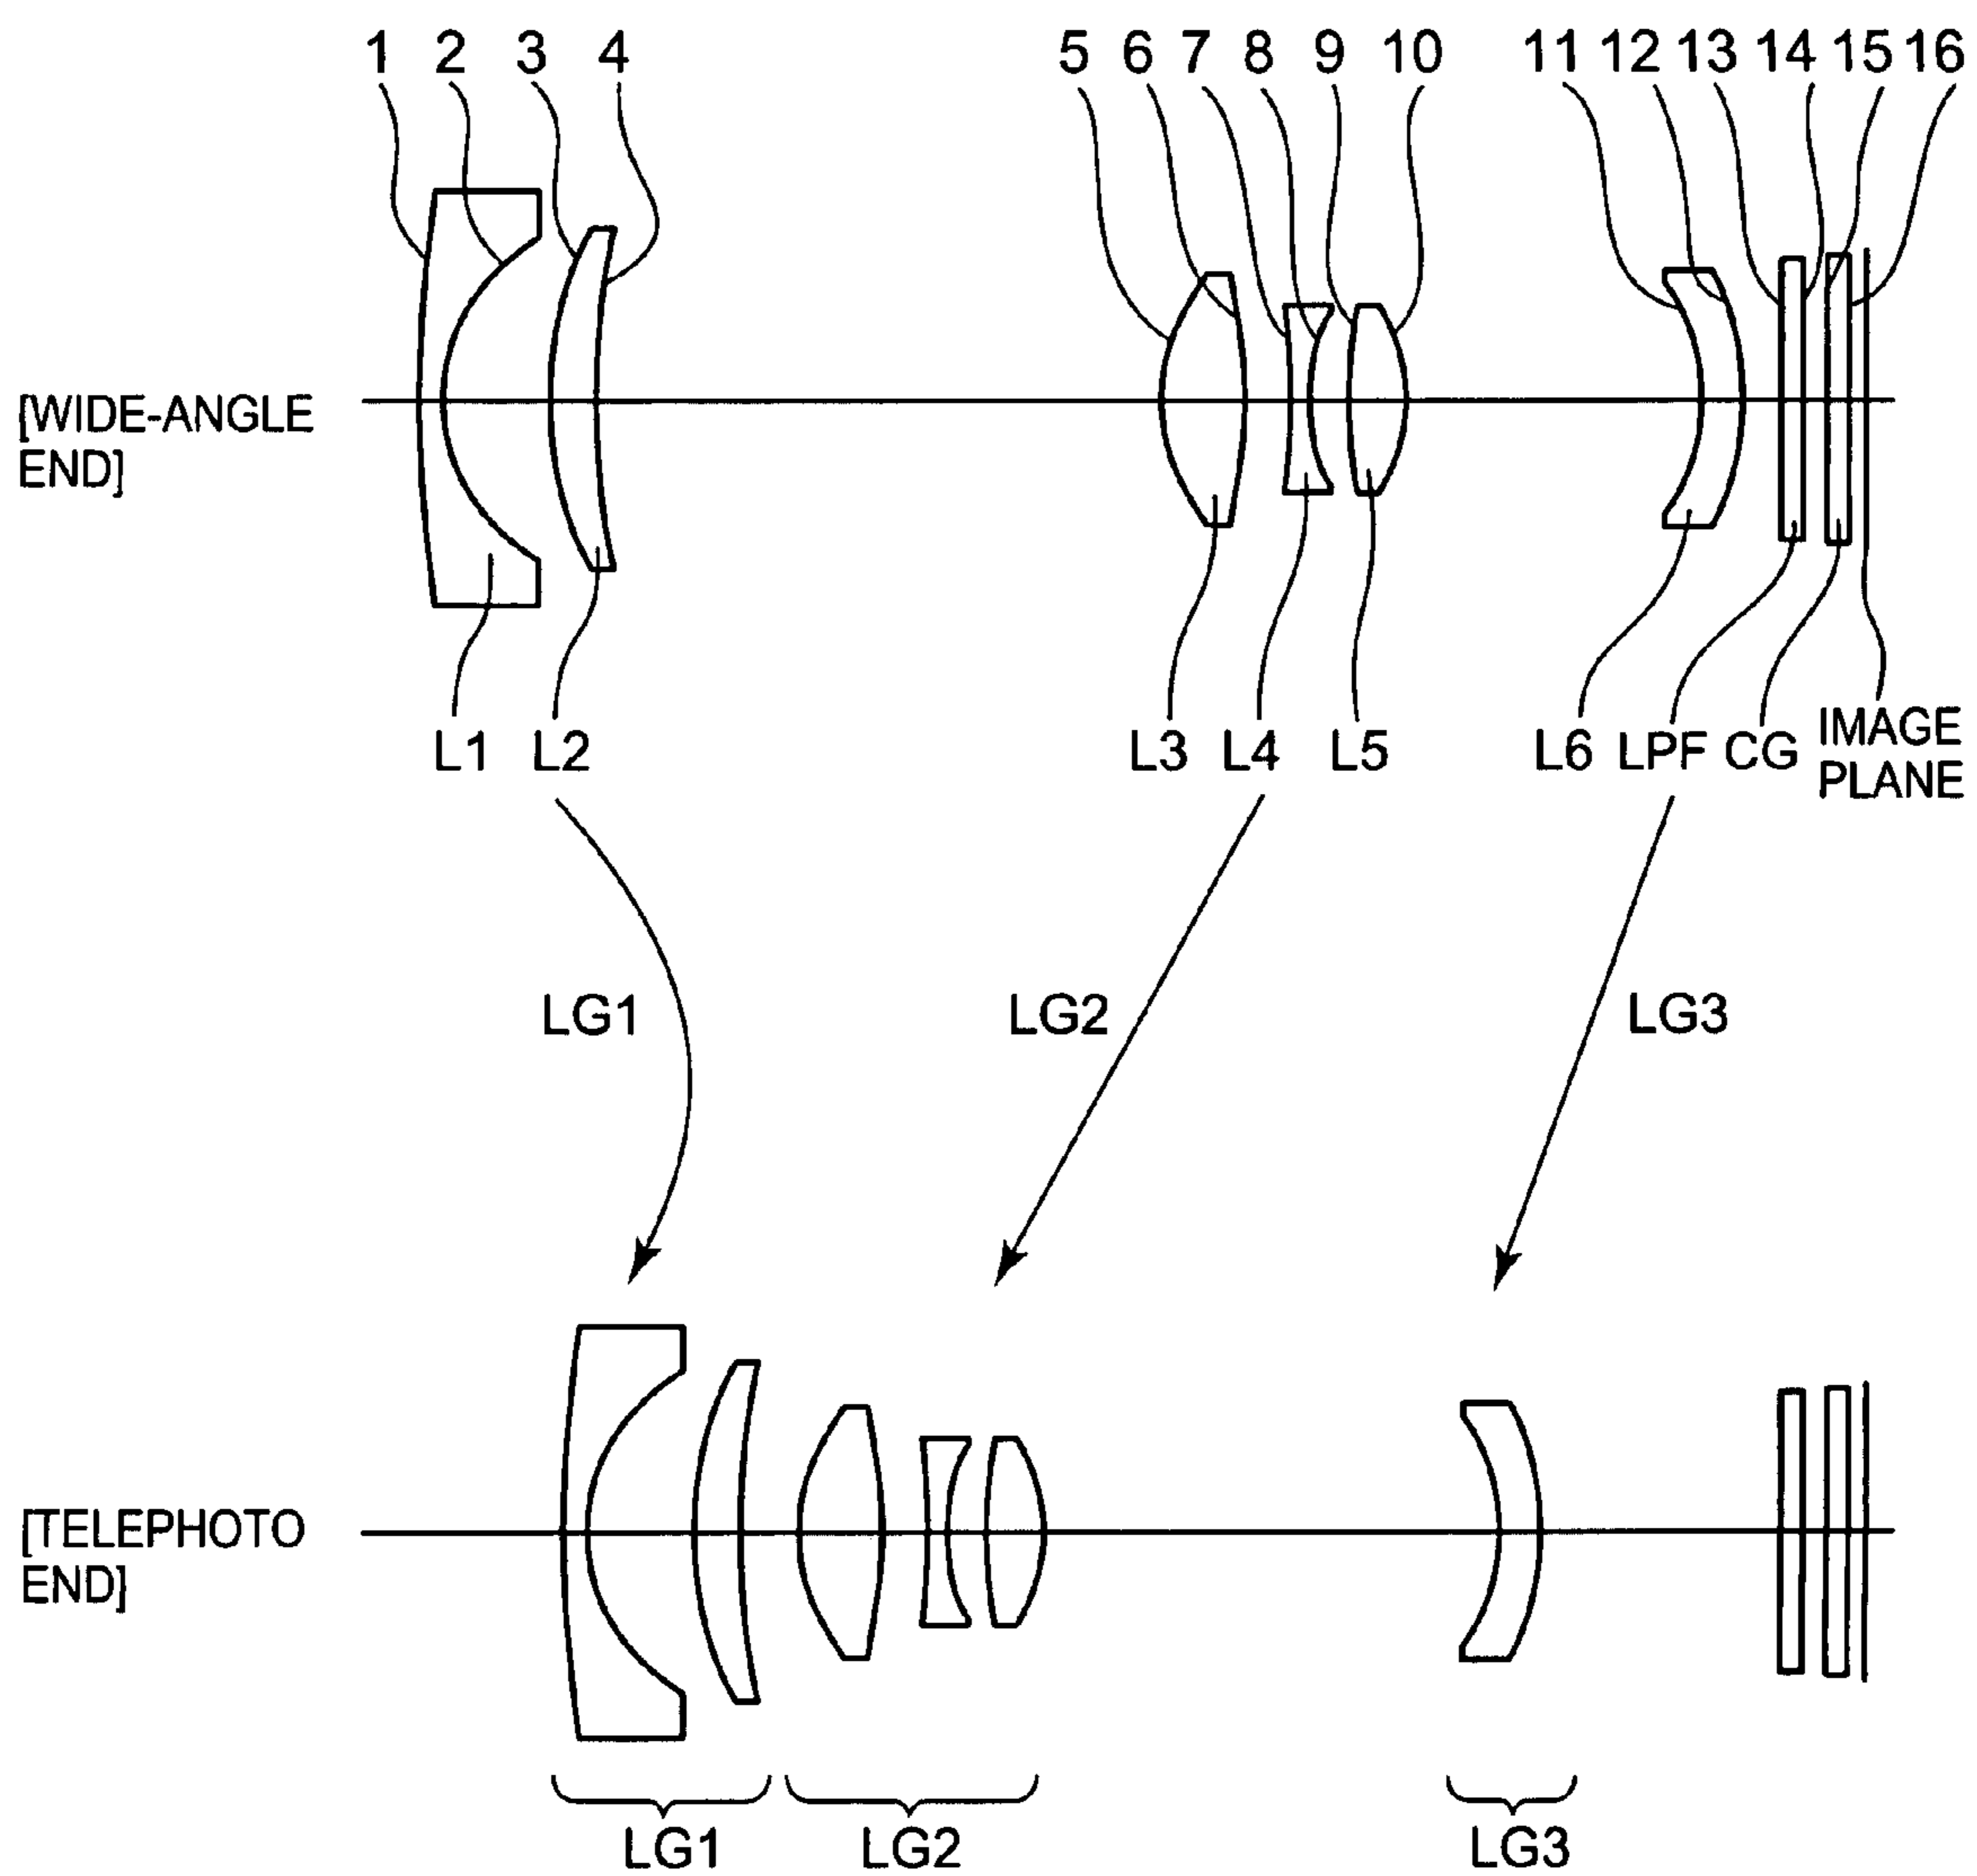 1 2 3 4 5 6 7 8 9 10 11 12 13 14 15 16
[WIDE-ANGLE
END]
L1 L2 L3 L4 L5 L6 LPF CG IMAGE
PLANE
LG1 LG2 LG3
[TELEPHOTO
END]
LG1 LG2 LG3